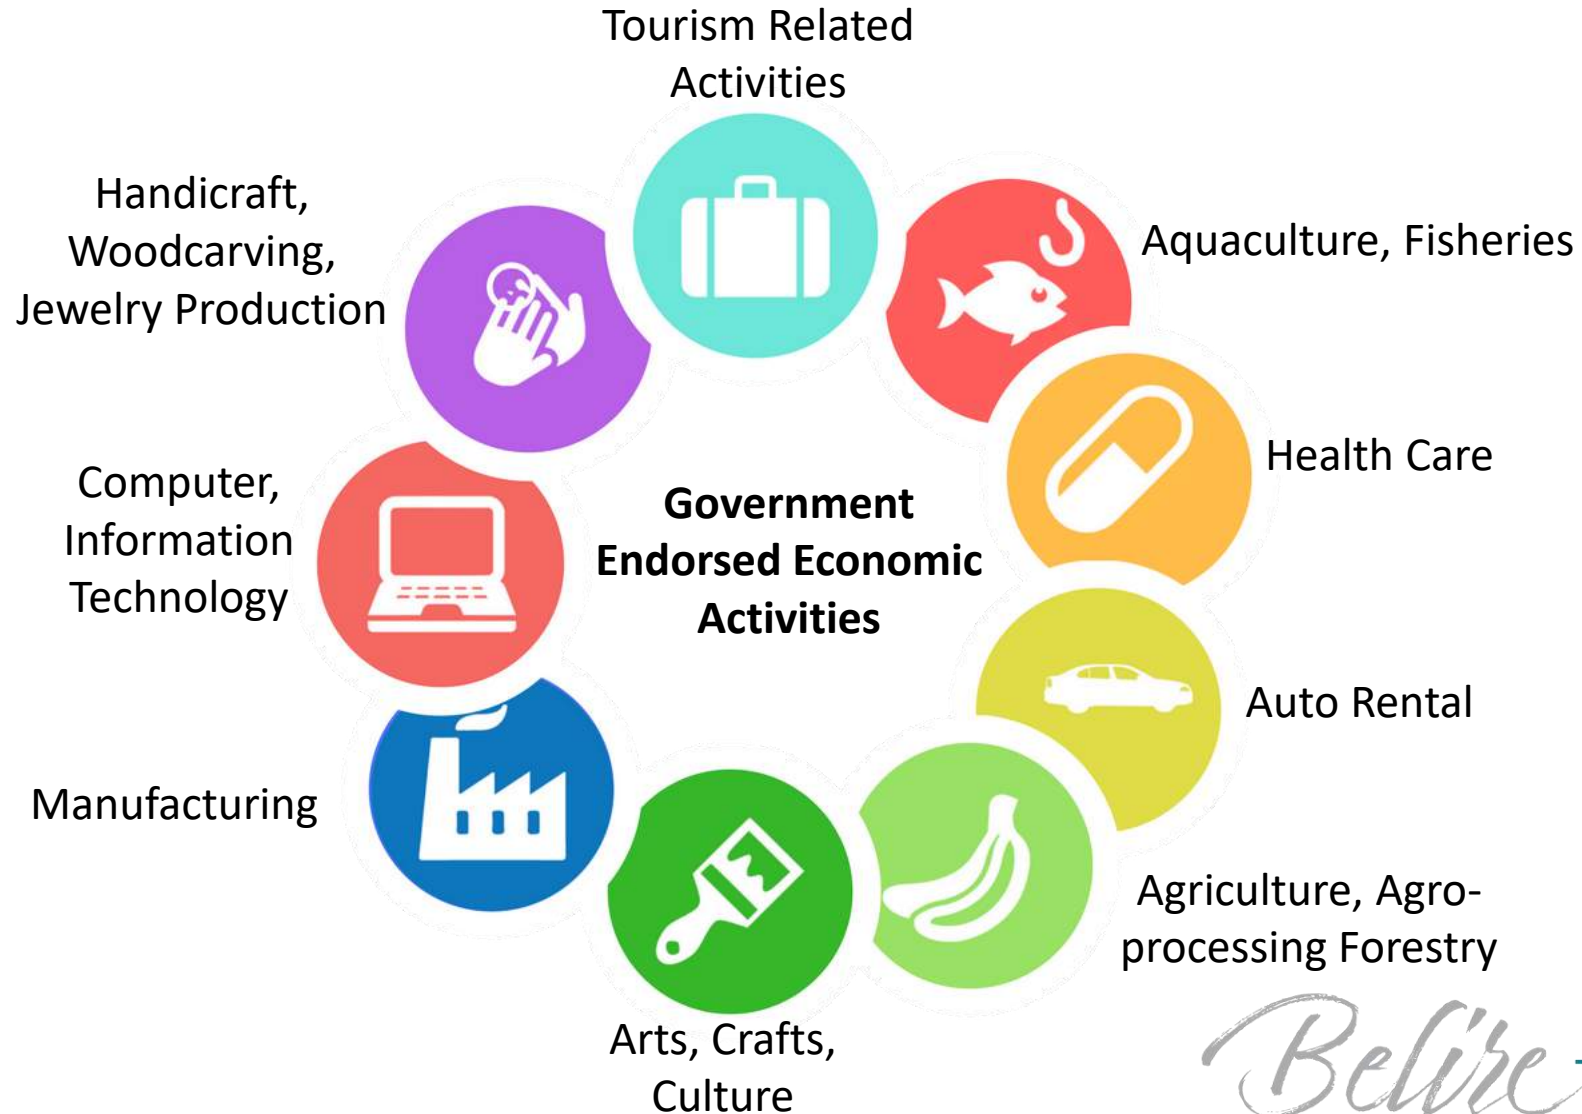 Tourism Related
Activities
Handicraft,
Woodcarving,
Jewelry Production
Aquaculture, Fisheries
Health Care
Computer,
Information
Technology
Government
Endorsed Economic
Activities
Auto Rental
Manufacturing
Agriculture, Agro-
processing Forestry
Arts, Crafts,
Culture
Belize